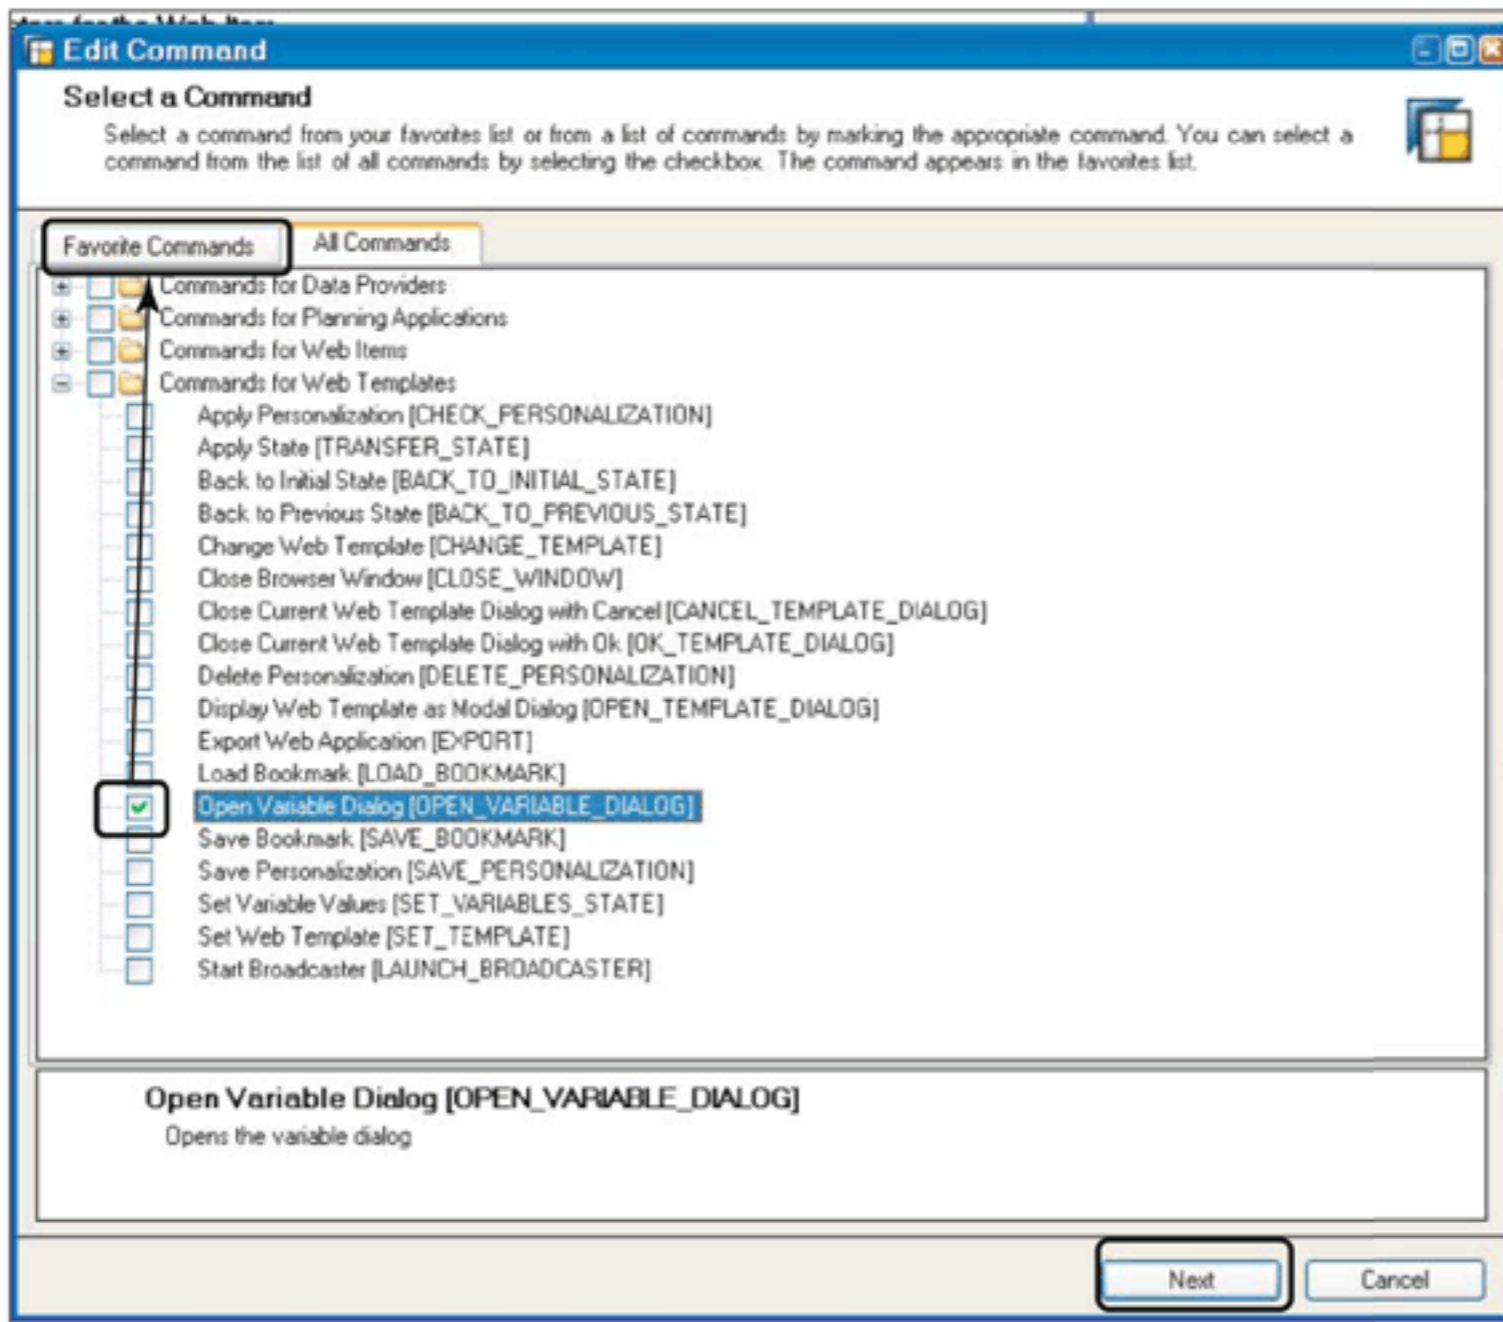 Edit Command
Select a Command
Select a command from your favorites list or from a list of commands by marking the appropriate command. You can select a
command from the list of all commands by selecting the checkbox. The command appears in the favorites list.
Favorite Commands
All Commands
Commands for Data Providers
Commands for Planning Applications
Commands for Web Items
Commands for Web Templates
Apply Personalization [CHECK_PERSONALIZATION]
Apply State [TRANSFER_STATE]
Back to Initial State [BACK_TO_INITIAL_STATE]
Back to Previous State [BACK_TO_PREVIOUS_STATE]
Change Web Template [CHANGE_TEMPLATE]
Close Browser Window [CLOSE_WINDOW]
Close Current Web Template Dialog with Cancel [CANCEL_TEMPLATE_DIALOG]
Close Current Web Template Dialog with Ok [OK_TEMPLATE_DIALOG]
Delete Personalization [DELETE_PERSONALIZATION]
Display Web Template as Modal Dialog [OPEN_TEMPLATE_DIALOG]
Export Web Application [EXPORT]
Load Bookmark [LOAD_BOOKMARK]
Open Variable Dialog [OPEN_VARIABLE_DIALOG]
Save Bookmark [SAVE_BOOKMARK]
Save Personalization [SAVE_PERSONALIZATION]
Set Variable Values [SET_VARIABLES_STATE]
Set Web Template [SET_TEMPLATE]
Start Broadcaster [LAUNCH_BROADCASTER]
Open Variable Dialog [OPEN_VARIABLE_DIALOG]
Opens the variable dialog
Next
Cancel